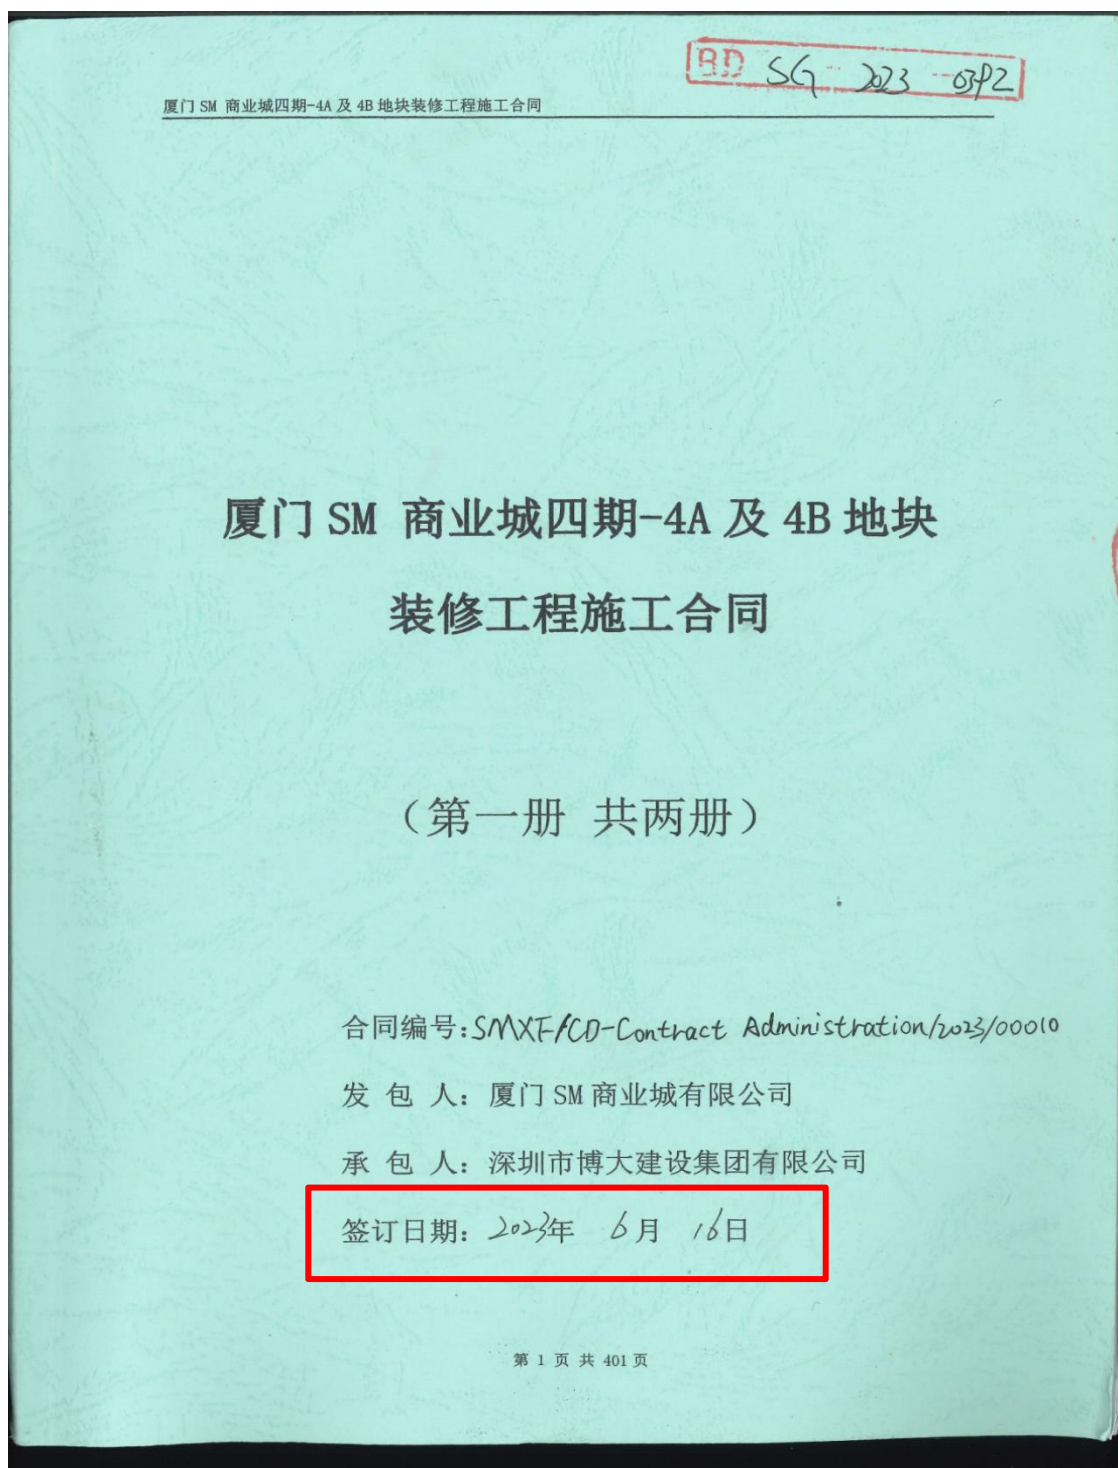 BD SG 2023 0392
厦门 SM 商业城四期-4A 及 4B 地块装修工程施工合同
厦门 SM 商业城四期-4A 及 4B 地块
装修工程施工合同
（第一册 共两册）
合同编号:SMXF/CD-Contract Administration/2023/00010
发 包 人: 厦门 SM 商业城有限公司
承 包 人: 深圳市博大建设集团有限公司
签订日期: 2023年 6月 16日
第 1 页 共 401 页